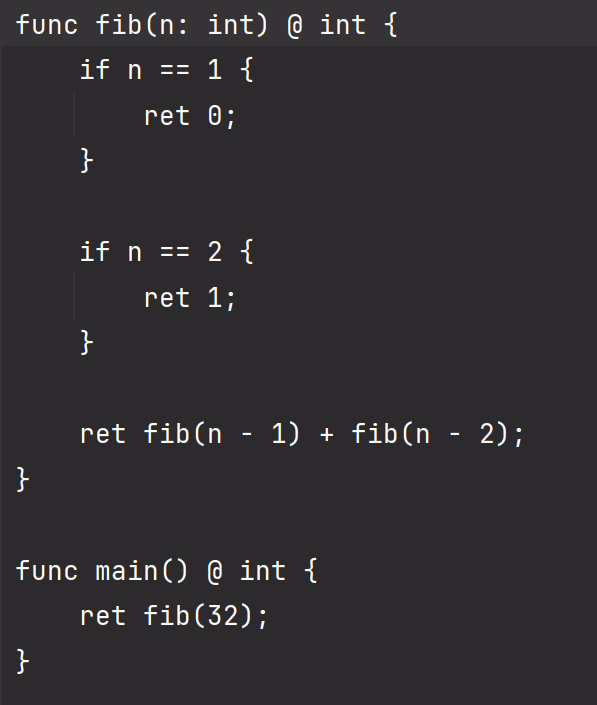 func fib(n: int) @ int {
    if n == 1 {
        ret 0;
    }

    if n == 2 {
        ret 1;
    }

    ret fib(n - 1) + fib(n - 2);
}

func main() @ int {
    ret fib(32);
}